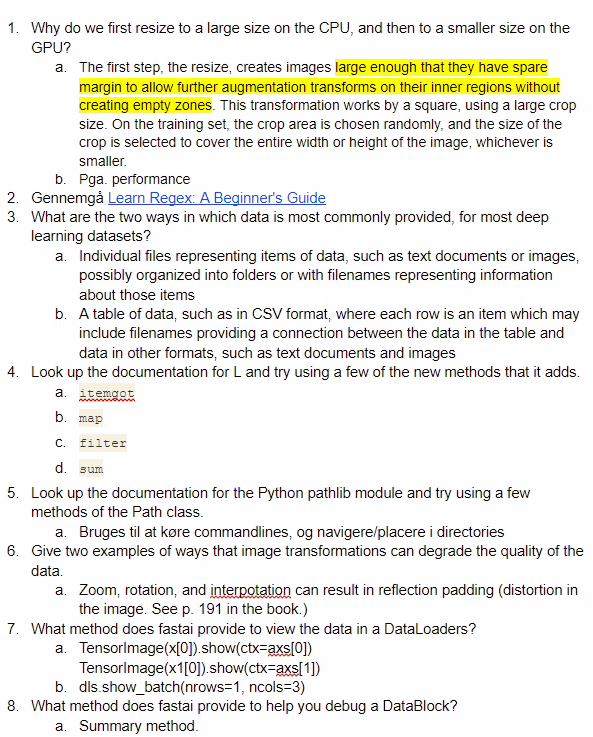 1. Why do we first resize to a large size on the CPU, and then to a smaller size on the
GPU?
a. The first step, the resize, creates images large enough that they have spare
margin to allow further augmentation transforms on their inner regions without
creating empty zones. This transformation works by a square, using a large crop
size. On the training set, the crop area is chosen randomly, and the size of the
crop is selected to cover the entire width or height of the image, whichever is
smaller.
b. Pga. performance
2. Gennemgå Learn Regex: A Beginner's Guide
3. What are the two ways in which data is most commonly provided, for most deep
learning datasets?
a. Individual files representing items of data, such as text documents or images,
possibly organized into folders or with filenames representing information
about those items
b. A table of data, such as in CSV format, where each row is an item which may
include filenames providing a connection between the data in the table and
data in other formats, such as text documents and images
4. Look up the documentation for L and try using a few of the new methods that it adds.
a. itemgot
b. map
c. filter
d. sum
5. Look up the documentation for the Python pathlib module and try using a few
methods of the Path class.
a. Bruges til at køre commandlines, og navigere/placere i directories
6. Give two examples of ways that image transformations can degrade the quality of the
data.
a. Zoom, rotation, and interpotation can result in reflection padding (distortion in
the image. See p. 191 in the book.)
7. What method does fastai provide to view the data in a DataLoaders?
a. TensorImage(x[0]).show(ctx=axs[0])
TensorImage(x1[0]).show(ctx=axs[1])
b. dls.show_batch(nrows=1, ncols=3)
8. What method does fastai provide to help you debug a DataBlock?
a. Summary method.